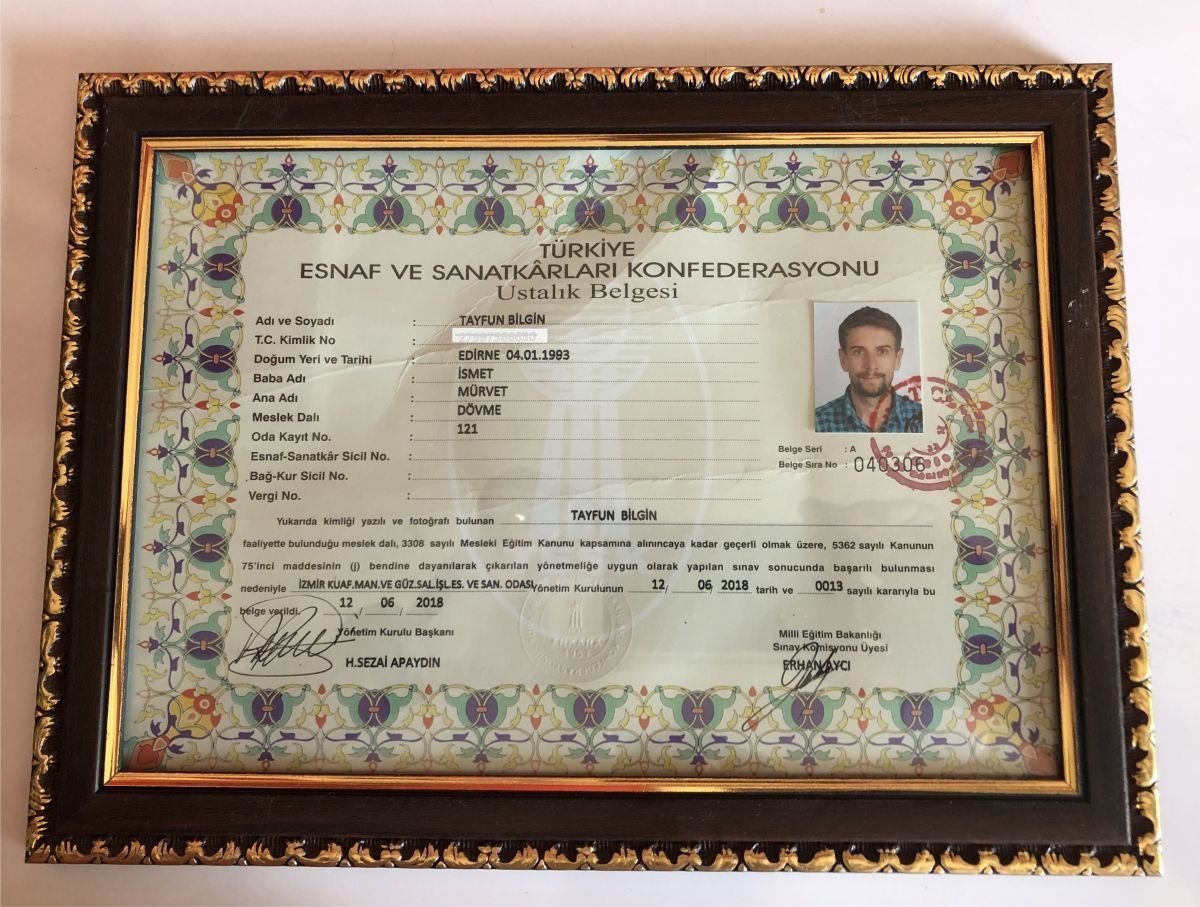 TÜRKİYE
ESNAF VE SANATKÂRLARI KONFEDERASYONU
Ustalık Belgesi
Adı ve Soyadı : TAYFUN BİLGİN
T.C. Kimlik No :
Doğum Yeri ve Tarihi : EDİRNE 04.01.1993
Baba Adı : İSMET
Ana Adı : MÜRVET
Meslek Dalı : DÖVME
Oda Kayıt No. : 121
Esnaf-Sanatkâr Sicil No. :
Bağ-Kur Sicil No. :
Vergi No. :
Belge Seri : A
Belge Sıra No : 040306
Yukarıda kimliği yazılı ve fotoğrafı bulunan TAYFUN BİLGİN
faaliyette bulunduğu meslek dalı, 3308 sayılı Mesleki Eğitim Kanunu kapsamına alınıncaya kadar geçerli olmak üzere, 5362 sayılı Kanunun
75'inci maddesinin (j) bendine dayanılarak çıkarılan yönetmeliğe uygun olarak yapılan sınav sonucunda başarılı bulunması
nedeniyle İZMİR KUAF.MAN.VE GÜZ.SAL.İŞL.ES. VE SAN. ODASI Yönetim Kurulunun 12/ 06/ 2018 tarih ve 0013 sayılı kararıyla bu
belge verildi. 12 / 06 / 2018
Yönetim Kurulu Başkanı
H.SEZAİ APAYDIN
Milli Eğitim Bakanlığı
Sınav Komisyonu Üyesi
ERHAN AYCI
ANKARA